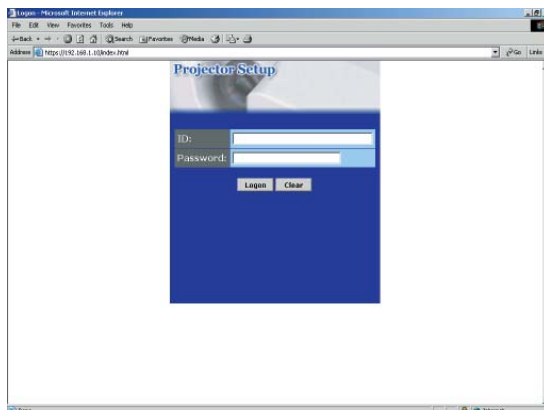 Logon - Microsoft Internet Explorer
File Edit View Favorites Tools Help
Back Search Favorites Media
Address https://192.168.1.10/index.html Go Links
Projector Setup
ID:
Password:
Logon Clear
Internet